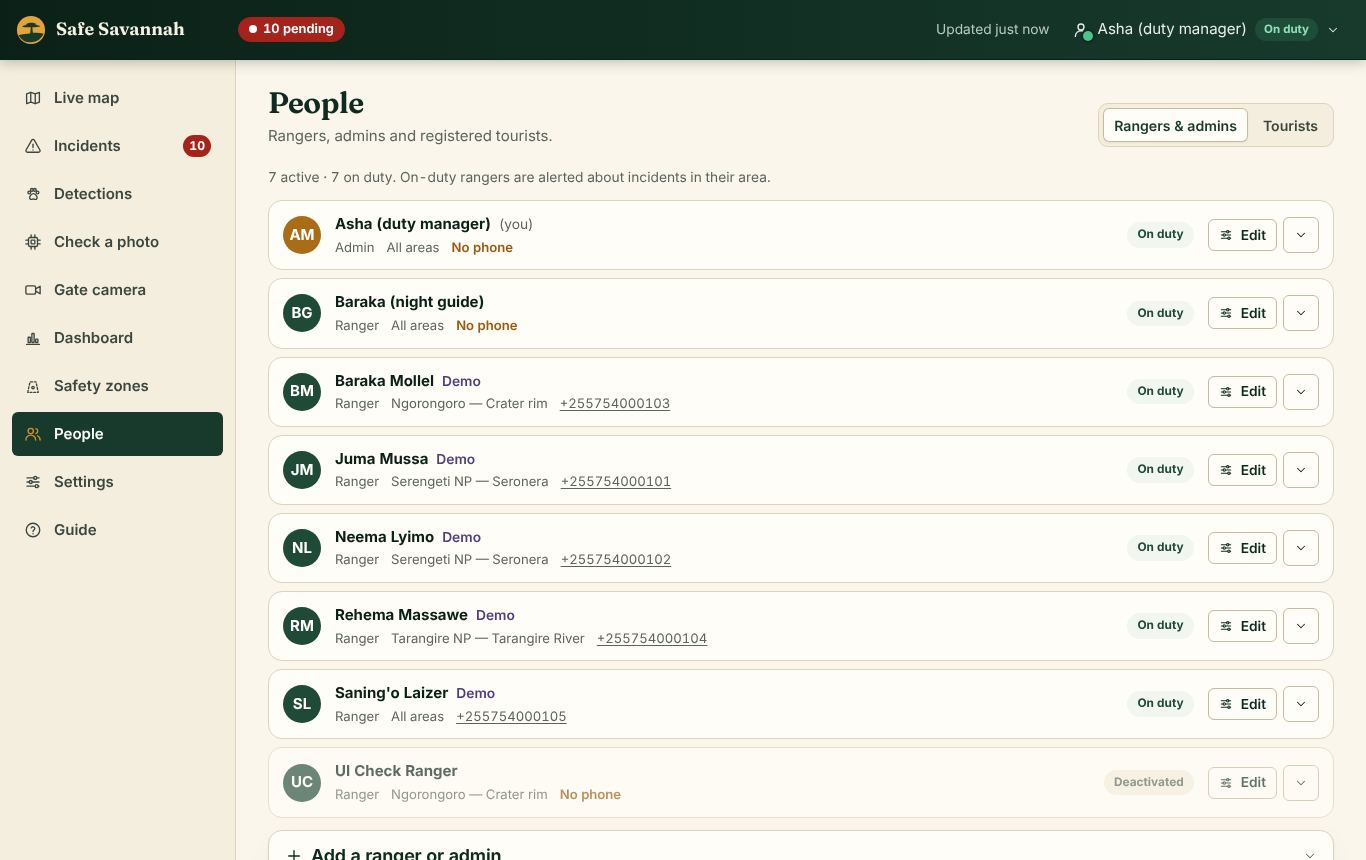 Safe Savannah
10 pending
Updated just now
Asha (duty manager)
On duty
Live map
Incidents
10
Detections
Check a photo
Gate camera
Dashboard
Safety zones
People
Settings
Guide
People
Rangers, admins and registered tourists.
Rangers & admins
Tourists
7 active · 7 on duty. On-duty rangers are alerted about incidents in their area.
AM
Asha (duty manager) (you)
Admin All areas No phone
On duty
Edit
BG
Baraka (night guide)
Ranger All areas No phone
On duty
Edit
BM
Baraka Mollel Demo
Ranger Ngorongoro — Crater rim +255754000103
On duty
Edit
JM
Juma Mussa Demo
Ranger Serengeti NP — Seronera +255754000101
On duty
Edit
NL
Neema Lyimo Demo
Ranger Serengeti NP — Seronera +255754000102
On duty
Edit
RM
Rehema Massawe Demo
Ranger Tarangire NP — Tarangire River +255754000104
On duty
Edit
SL
Saning'o Laizer Demo
Ranger All areas +255754000105
On duty
Edit
UC
UI Check Ranger
Ranger Ngorongoro — Crater rim No phone
Deactivated
Edit
Add a ranger or admin